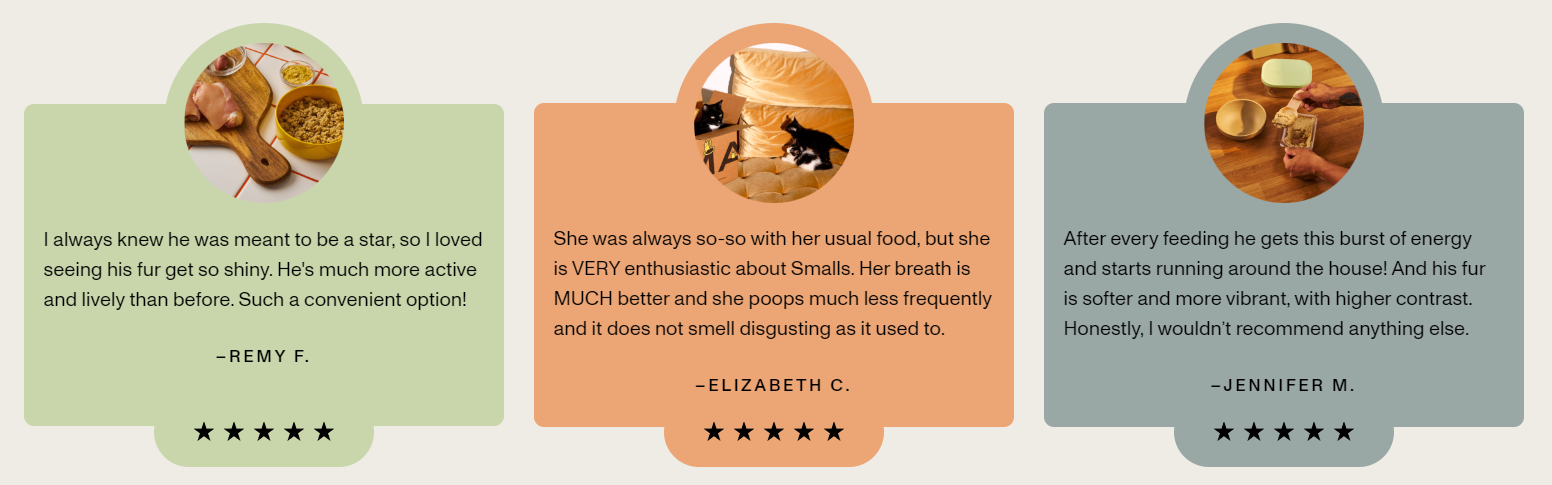 I always knew he was meant to be a star, so I loved
seeing his fur get so shiny. He's much more active
and lively than before. Such a convenient option!
–REMY F.
She was always so-so with her usual food, but she
is VERY enthusiastic about Smalls. Her breath is
MUCH better and she poops much less frequently
and it does not smell disgusting as it used to.
–ELIZABETH C.
After every feeding he gets this burst of energy
and starts running around the house! And his fur
is softer and more vibrant, with higher contrast.
Honestly, I wouldn’t recommend anything else.
–JENNIFER M.